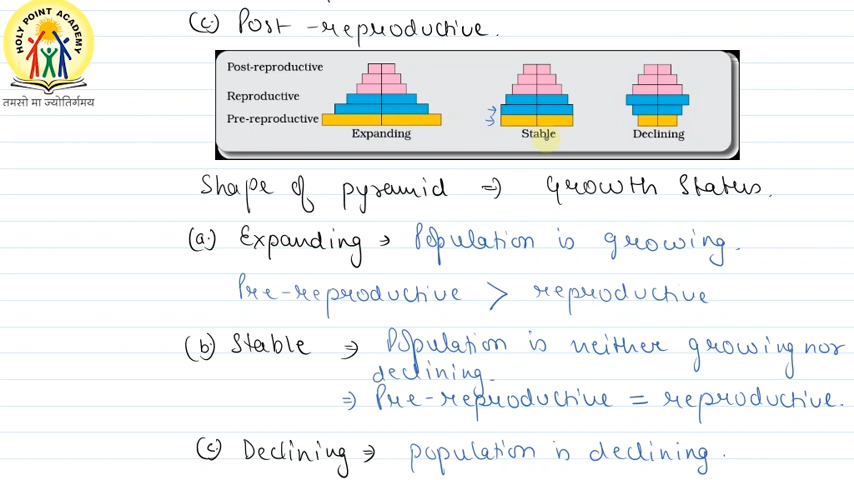 HOLY POINT ACADEMY
तमसो मा ज्योतिर्गमय
(c.) Post-reproductive.
Post-reproductive
Reproductive
Pre-reproductive
Expanding
Stable
Declining
Shape of pyramid ⇒ Growth Status.
(a.) Expanding ⇒ Population is growing.
Pre-reproductive > reproductive
(b.) Stable ⇒ Population is neither growing nor
declining.
⇒ Pre-reproductive = reproductive.
(c.) Declining ⇒ population is declining.